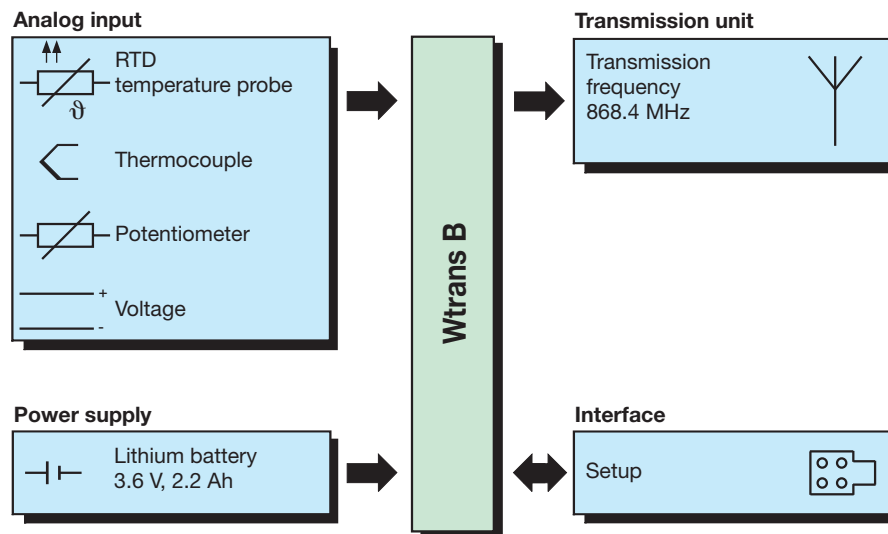 Analog input
RTD
temperature probe
ϑ
Thermocouple
Potentiometer
+
Voltage
-
Power supply
Lithium battery
3.6 V, 2.2 Ah
Wtrans B
Transmission unit
Transmission
frequency
868.4 MHz
Interface
Setup